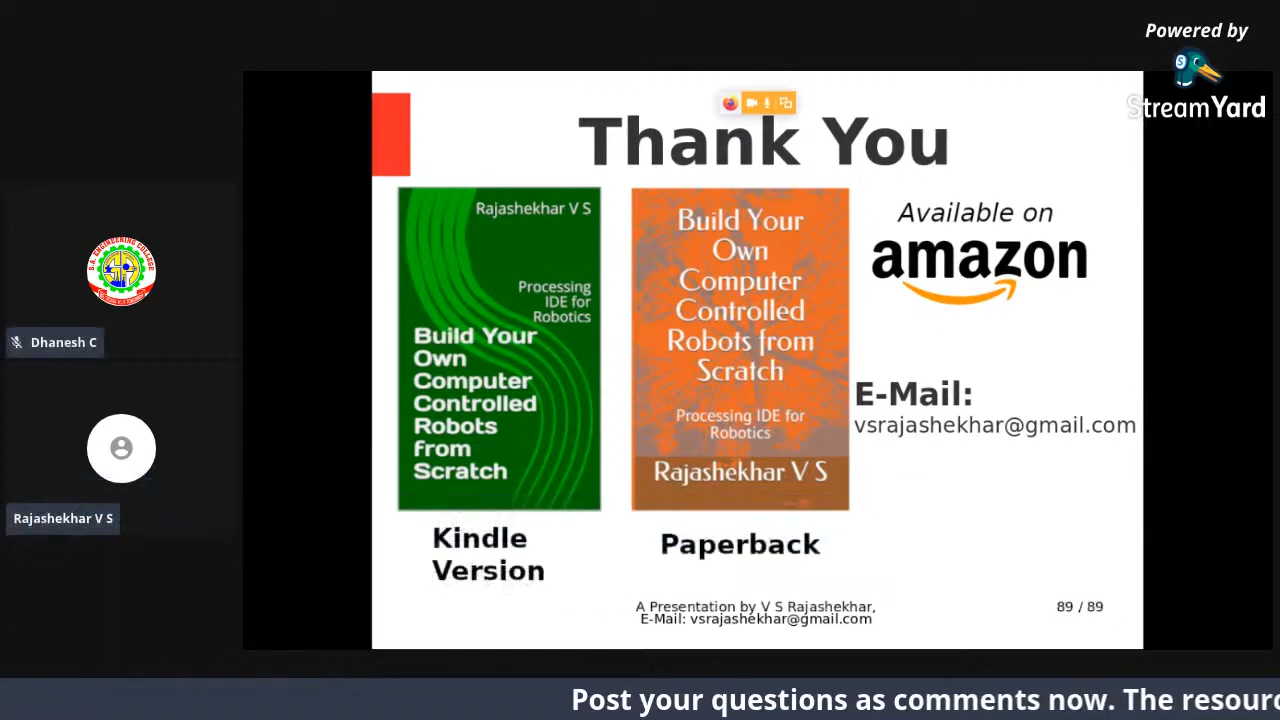 Powered by
StreamYard
Thank You
Rajashekhar V S
Processing
IDE for
Robotics
Build Your
Own
Computer
Controlled
Robots
from
Scratch
Kindle
Version
Build Your
Own
Computer
Controlled
Robots from
Scratch
Processing IDE for
Robotics
Rajashekhar V S
Paperback
Available on
amazon
E-Mail:
vsrajashekhar@gmail.com
A Presentation by V S Rajashekhar,
E-Mail: vsrajashekhar@gmail.com
89 / 89
S.A. ENGINEERING COLLEGE
Dhanesh C
Rajashekhar V S
Post your questions as comments now. The resourc